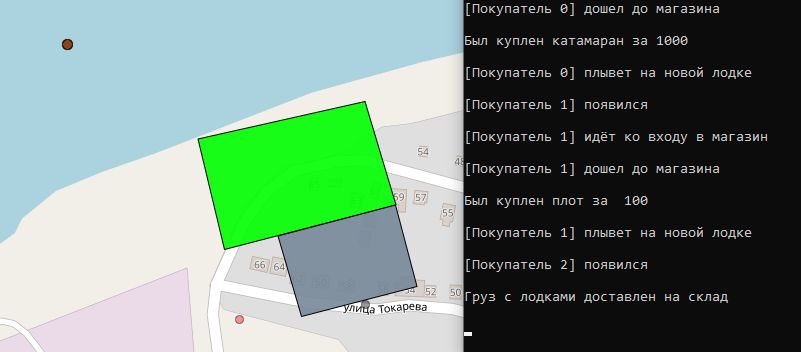 [Покупатель 0] дошел до магазина
Был куплен катамаран за 1000
[Покупатель 0] плывет на новой лодке
[Покупатель 1] появился
[Покупатель 1] идёт ко входу в магазин
[Покупатель 1] дошел до магазина
Был куплен плот за  100
[Покупатель 1] плывет на новой лодке
[Покупатель 2] появился
Груз с лодками доставлен на склад
54
48
59
57
55
66
64
52
50
улица Токарева